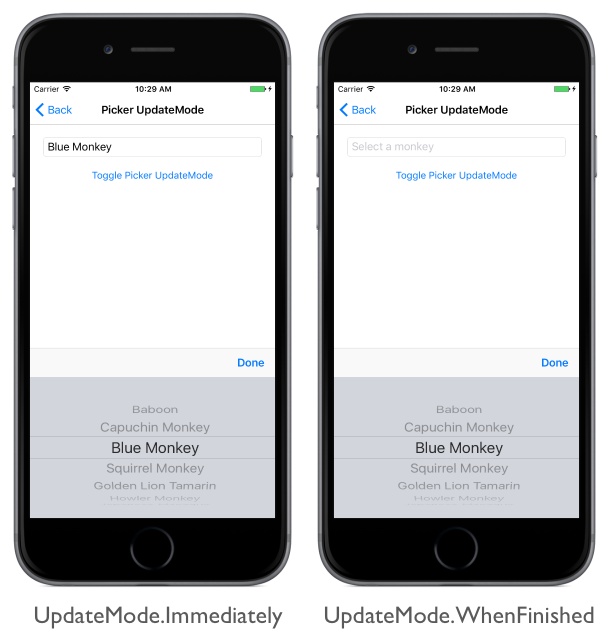 Carrier 10:29 AM
Back Picker UpdateMode
Blue Monkey
Toggle Picker UpdateMode
Done
Baboon
Capuchin Monkey
Blue Monkey
Squirrel Monkey
Golden Lion Tamarin
Howler Monkey
UpdateMode.Immediately
Carrier 10:29 AM
Back Picker UpdateMode
Select a monkey
Toggle Picker UpdateMode
Done
Baboon
Capuchin Monkey
Blue Monkey
Squirrel Monkey
Golden Lion Tamarin
Howler Monkey
UpdateMode.WhenFinished